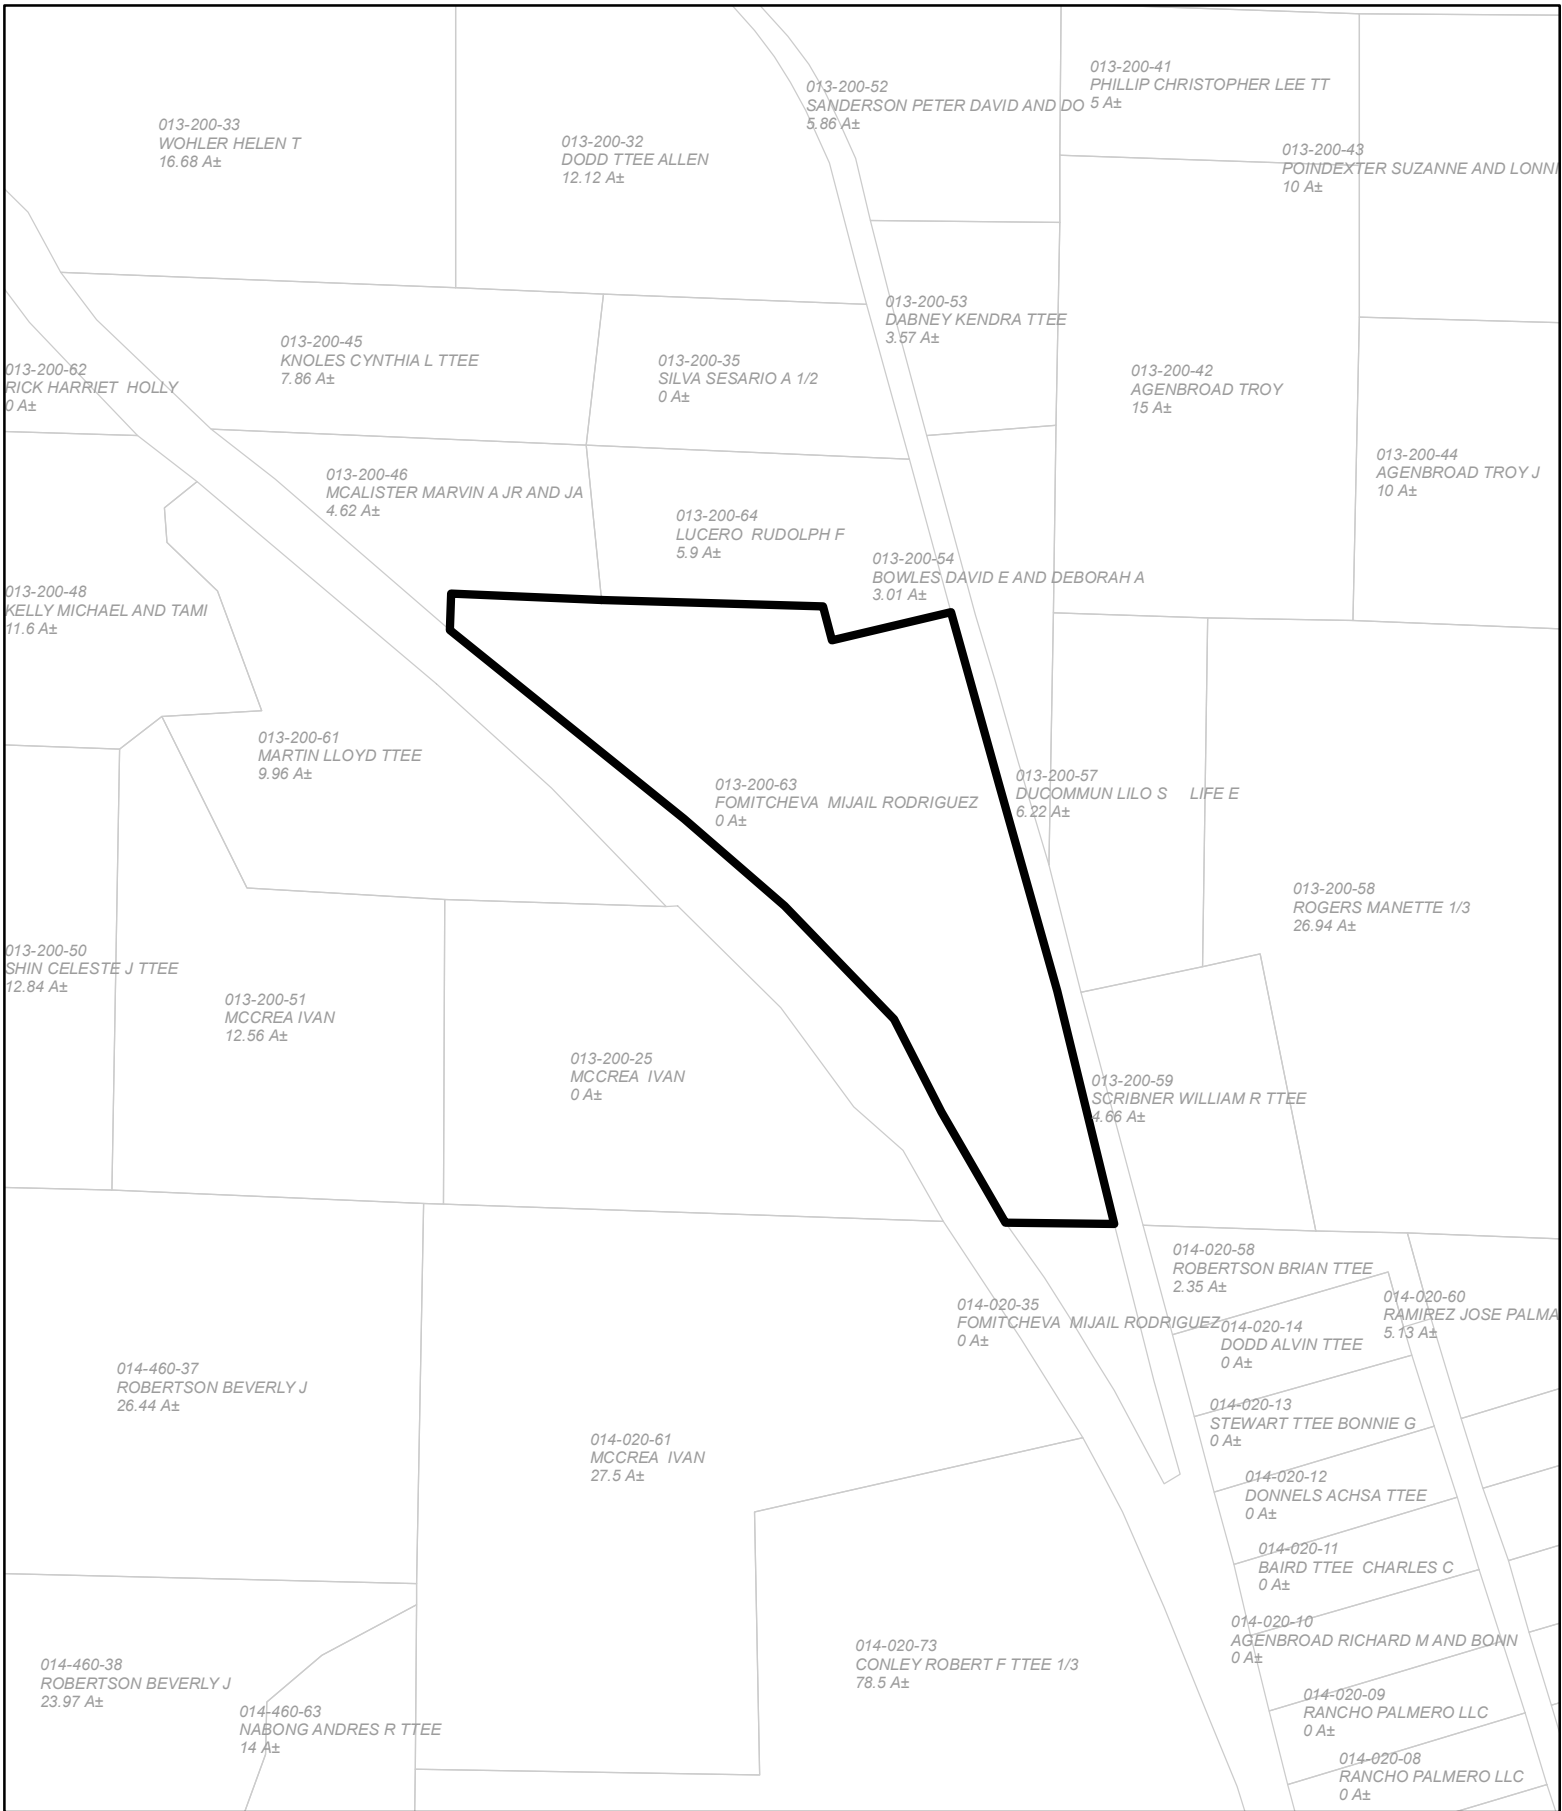 013-200-52
SANDERSON PETER DAVID AND DO
5.86 A±
013-200-41
PHILLIP CHRISTOPHER LEE TT
5 A±
013-200-33
WOHLER HELEN T
16.68 A±
013-200-32
DODD TTEE ALLEN
12.12 A±
013-200-43
POINDEXTER SUZANNE AND LONNI
10 A±
013-200-53
DABNEY KENDRA TTEE
3.57 A±
013-200-45
KNOLES CYNTHIA L TTEE
7.86 A±
013-200-35
SILVA SESARIO A 1/2
0 A±
013-200-62
RICK HARRIET  HOLLY
0 A±
013-200-42
AGENBROAD TROY
15 A±
013-200-44
AGENBROAD TROY J
10 A±
013-200-46
MCALISTER MARVIN A JR AND JA
4.62 A±
013-200-64
LUCERO  RUDOLPH F
5.9 A±
013-200-54
BOWLES DAVID E AND DEBORAH A
3.01 A±
013-200-48
KELLY MICHAEL AND TAMI
11.6 A±
013-200-61
MARTIN LLOYD TTEE
9.96 A±
013-200-63
FOMITCHEVA  MIJAIL RODRIGUEZ
0 A±
013-200-57
DUCOMMUN LILO S     LIFE E
6.22 A±
013-200-58
ROGERS MANETTE 1/3
26.94 A±
013-200-50
SHIN CELESTE J TTEE
12.84 A±
013-200-51
MCCREA IVAN
12.56 A±
013-200-25
MCCREA  IVAN
0 A±
013-200-59
SCRIBNER WILLIAM R TTEE
4.66 A±
014-020-58
ROBERTSON BRIAN TTEE
2.35 A±
014-020-60
RAMIREZ JOSE PALMA
5.13 A±
014-020-35
FOMITCHEVA  MIJAIL RODRIGUEZ
0 A±
014-020-14
DODD ALVIN TTEE
0 A±
014-460-37
ROBERTSON BEVERLY J
26.44 A±
014-020-13
STEWART TTEE BONNIE G
0 A±
014-020-61
MCCREA  IVAN
27.5 A±
014-020-12
DONNELS ACHSA TTEE
0 A±
014-020-11
BAIRD TTEE  CHARLES C
0 A±
014-020-10
AGENBROAD RICHARD M AND BONN
0 A±
014-020-73
CONLEY ROBERT F TTEE 1/3
78.5 A±
014-460-38
ROBERTSON BEVERLY J
23.97 A±
014-020-09
RANCHO PALMERO LLC
0 A±
014-460-63
NABONG ANDRES R TTEE
14 A±
014-020-08
RANCHO PALMERO LLC
0 A±